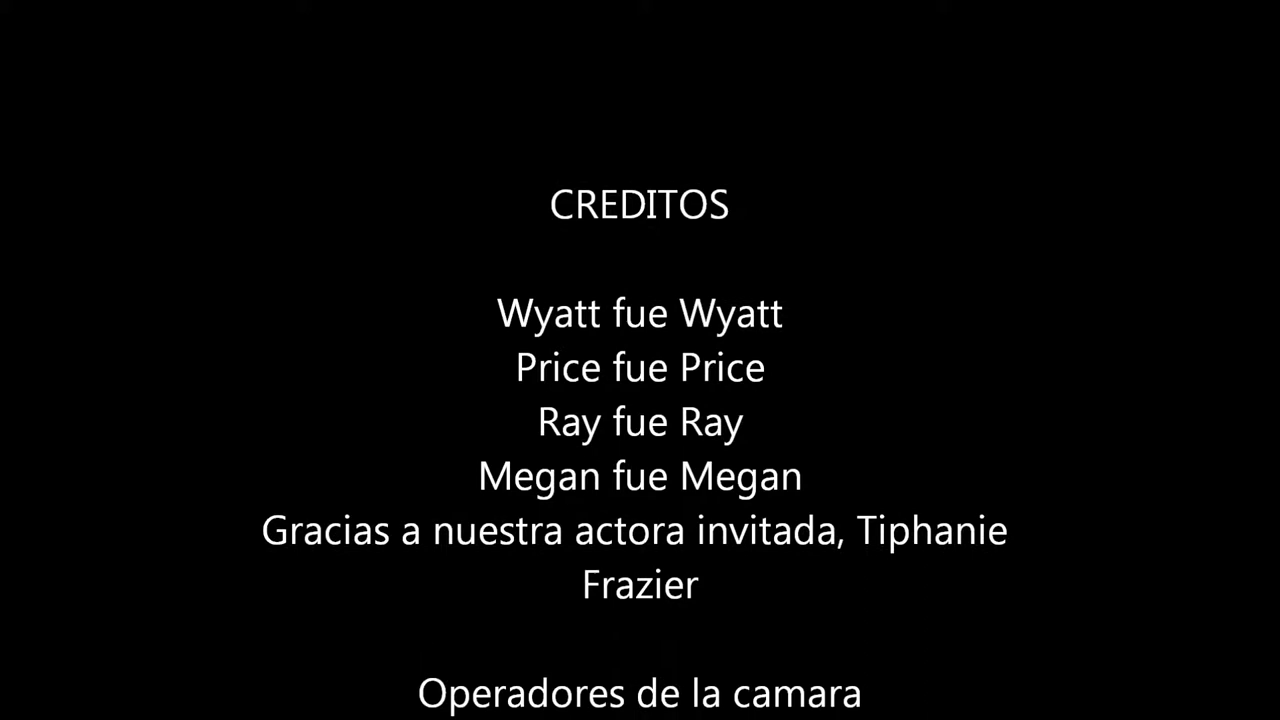 CREDITOS
Wyatt fue Wyatt
Price fue Price
Ray fue Ray
Megan fue Megan
Gracias a nuestra actora invitada, Tiphanie
Frazier
Operadores de la camara